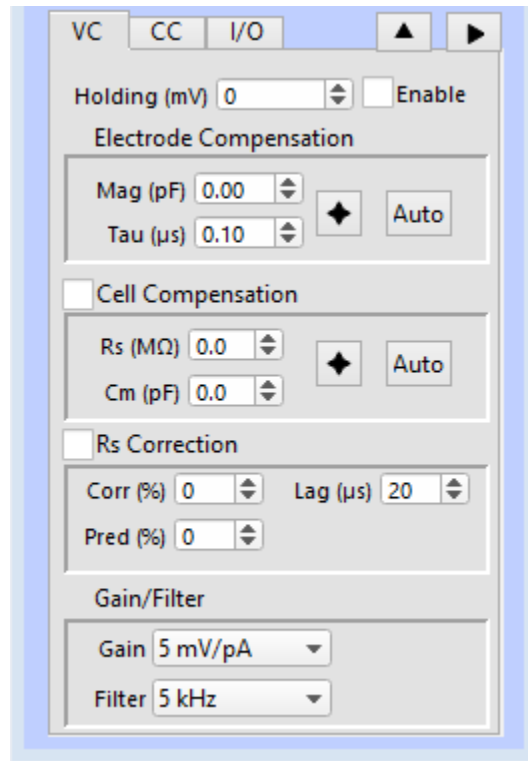 VC CC I/O
Holding (mV) 0 Enable
Electrode Compensation
Mag (pF) 0.00
Tau (µs) 0.10
Auto
Cell Compensation
Rs (MΩ) 0.0
Cm (pF) 0.0
Auto
Rs Correction
Corr (%) 0 Lag (µs) 20
Pred (%) 0
Gain/Filter
Gain 5 mV/pA
Filter 5 kHz